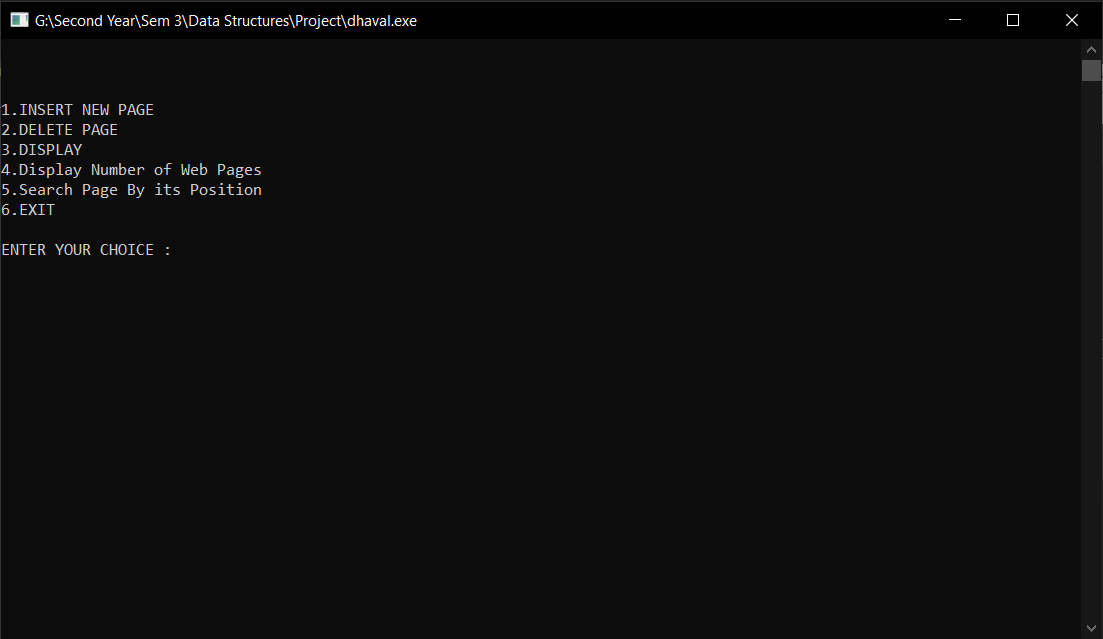 G:\Second Year\Sem 3\Data Structures\Project\dhaval.exe
1.INSERT NEW PAGE
2.DELETE PAGE
3.DISPLAY
4.Display Number of Web Pages
5.Search Page By its Position
6.EXIT
ENTER YOUR CHOICE :